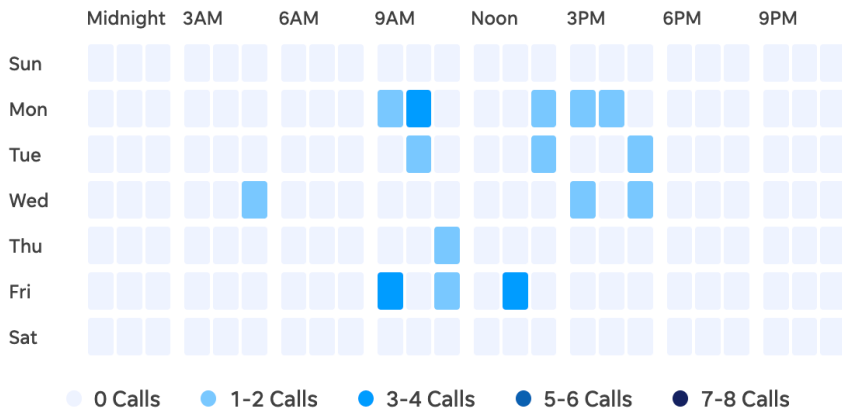 Midnight 3AM 6AM 9AM Noon 3PM 6PM 9PM
Sun
Mon
Tue
Wed
Thu
Fri
Sat
0 Calls 1-2 Calls 3-4 Calls 5-6 Calls 7-8 Calls